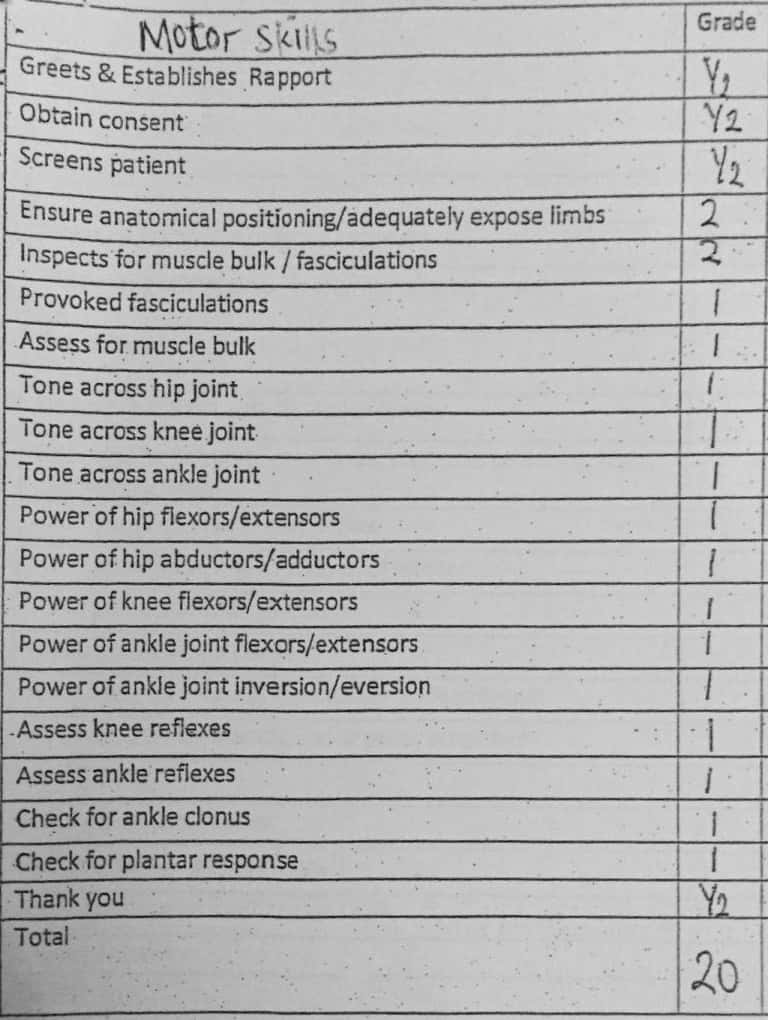 Motor skills Grade
Greets & Establishes Rapport 1/2
Obtain consent 1/2
Screens patient 1/2
Ensure anatomical positioning/adequately expose limbs 2
Inspects for muscle bulk / fasciculations 2
Provoked fasciculations 1
Assess for muscle bulk 1
Tone across hip joint 1
Tone across knee joint 1
Tone across ankle joint 1
Power of hip flexors/extensors 1
Power of hip abductors/adductors 1
Power of knee flexors/extensors 1
Power of ankle joint flexors/extensors 1
Power of ankle joint inversion/eversion 1
Assess knee reflexes 1
Assess ankle reflexes 1
Check for ankle clonus 1
Check for plantar response 1
Thank you 1/2
Total 20